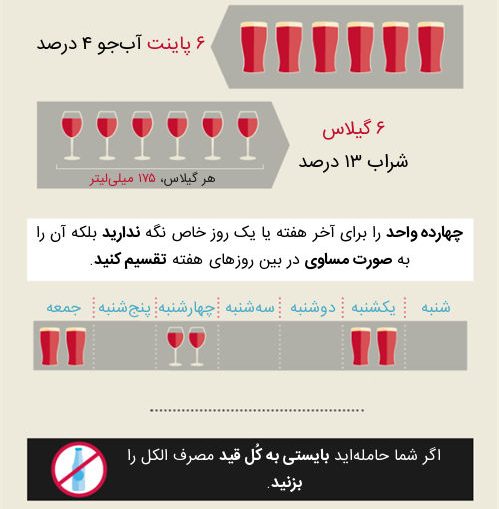 ۶ پاینت آب‌جو ۴ درصد
۶ گیلاس
شراب ۱۳ درصد
هر گیلاس، ۱۷۵ میلی‌لیتر
چهارده واحد را برای آخر هفته یا یک روز خاص نگه ندارید بلکه آن را
به صورت مساوی در بین روزهای هفته تقسیم کنید.
شنبه یکشنبه دوشنبه سه‌شنبه چهارشنبه پنج‌شنبه جمعه
اگر شما حامله‌اید بایستی به کُل قید مصرف الکل را
بزنید.